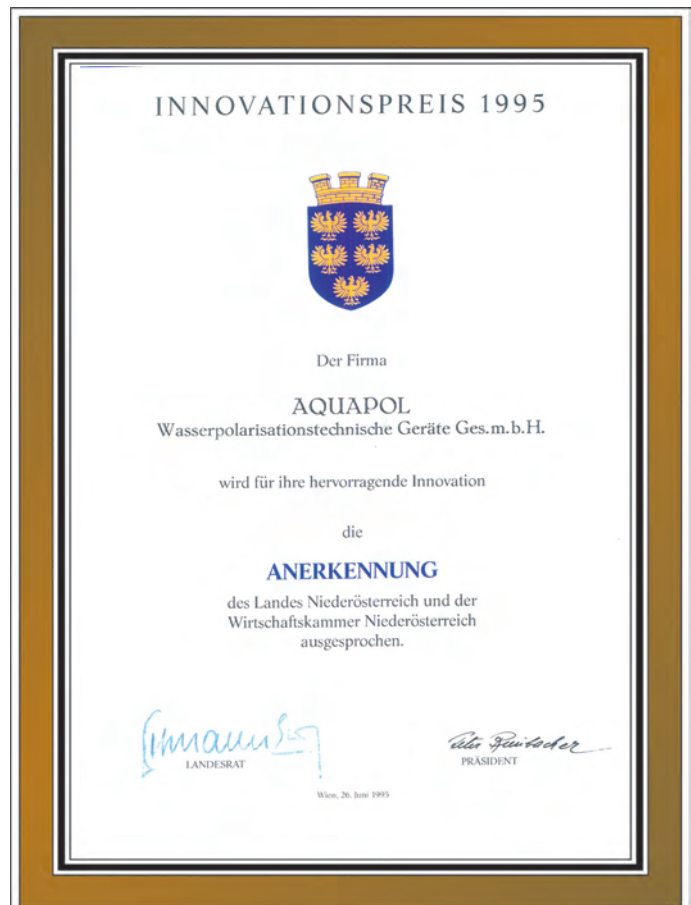 INNOVATIONSPREIS 1995
Der Firma
AQUAPOL
Wasserpolarisationstechnische Geräte Ges.m.b.H.
wird für ihre hervorragende Innovation
die
ANERKENNUNG
des Landes Niederösterreich und der
Wirtschaftskammer Niederösterreich
ausgesprochen.
LANDESRAT
PRÄSIDENT
Wien, 26. Juni 1995